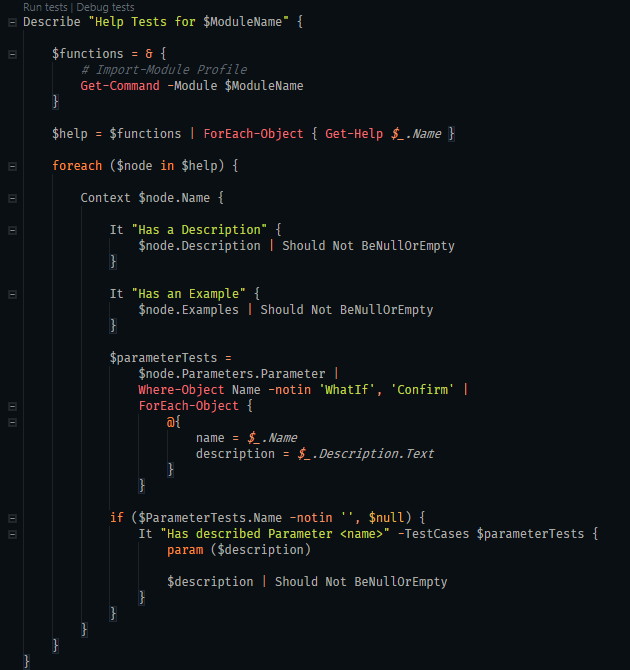 Run tests | Debug tests
Describe "Help Tests for $ModuleName" {
$functions = & {
# Import-Module Profile
Get-Command -Module $ModuleName
}
$help = $functions | ForEach-Object { Get-Help $_.Name }
foreach ($node in $help) {
Context $node.Name {
It "Has a Description" {
$node.Description | Should Not BeNullOrEmpty
}
It "Has an Example" {
$node.Examples | Should Not BeNullOrEmpty
}
$parameterTests =
$node.Parameters.Parameter |
Where-Object Name -notin 'WhatIf', 'Confirm' |
ForEach-Object {
@{
name = $_.Name
description = $_.Description.Text
}
}
if ($ParameterTests.Name -notin '', $null) {
It "Has described Parameter <name>" -TestCases $parameterTests {
param ($description)
$description | Should Not BeNullOrEmpty
}
}
}
}
}